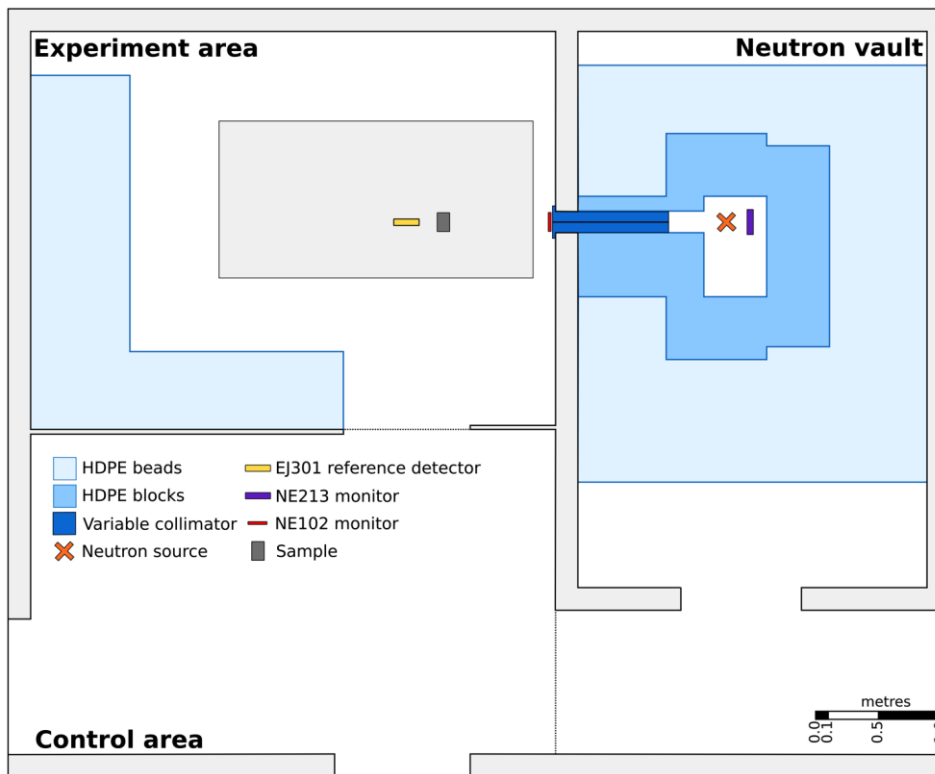 Experiment area
Neutron vault
HDPE beads
HDPE blocks
Variable collimator
Neutron source
EJ301 reference detector
NE213 monitor
NE102 monitor
Sample
metres
0.0
0.1
0.5
Control area